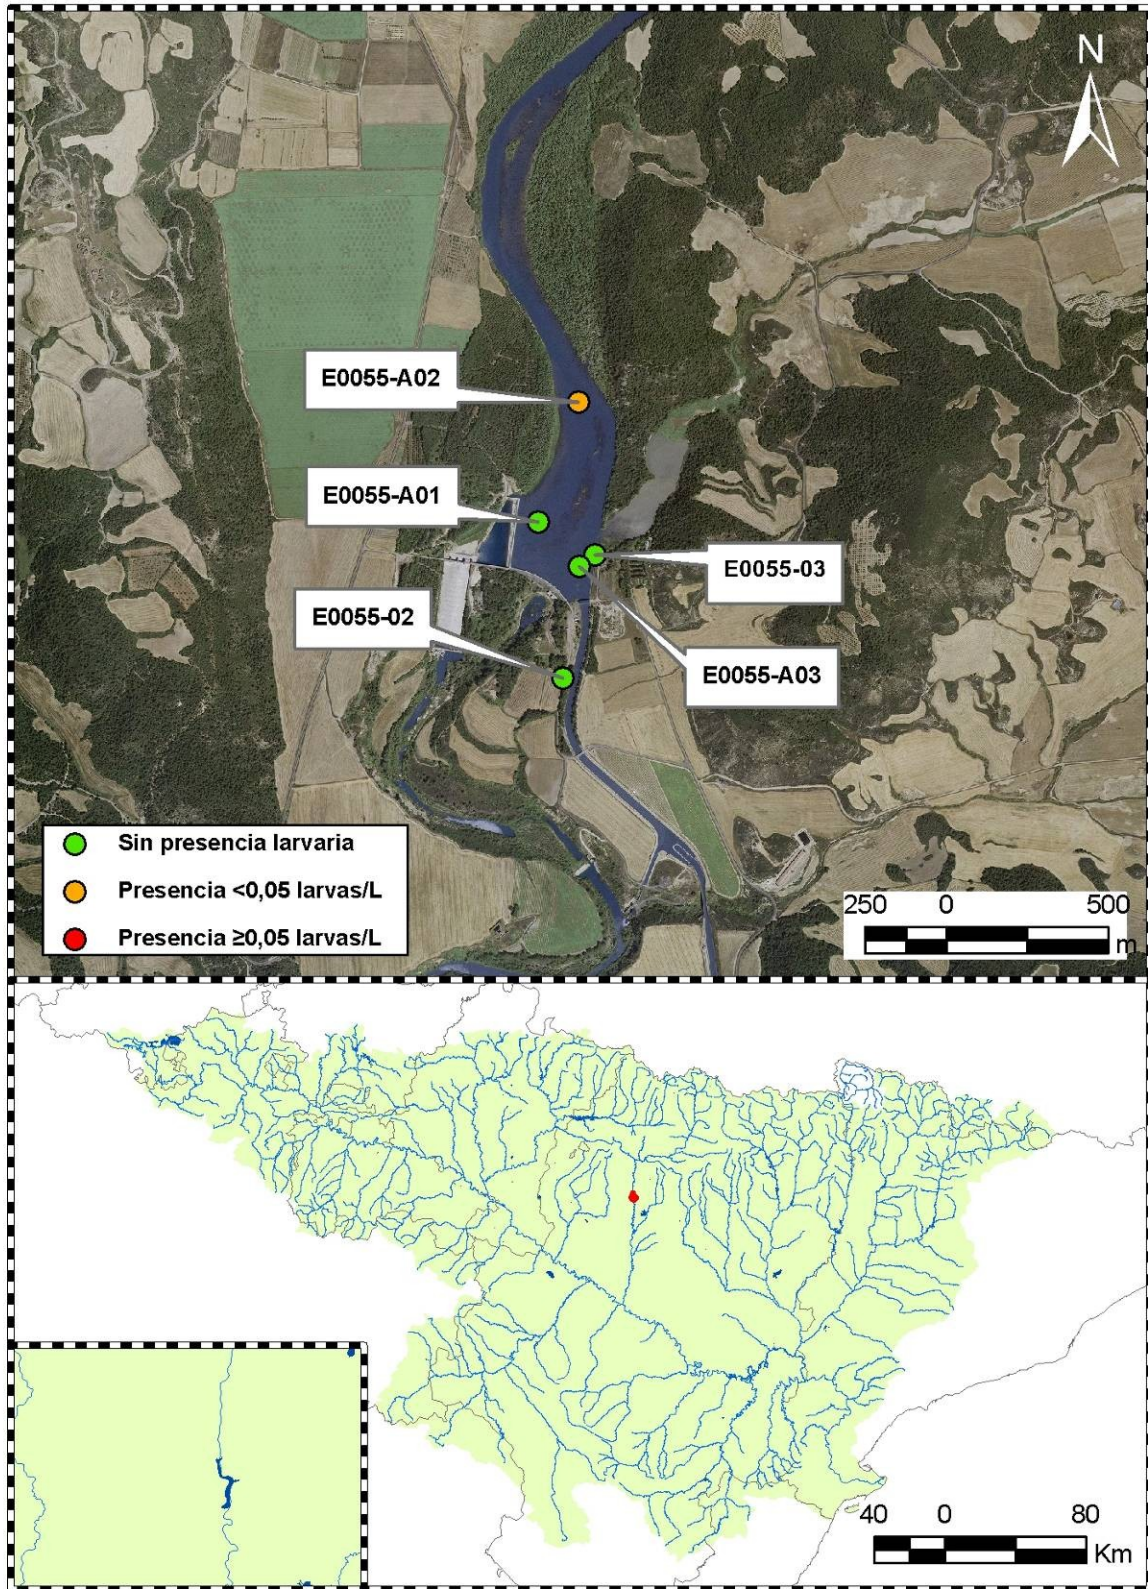 N
E0055-A02
E0055-A01
E0055-03
E0055-02
E0055-A03
Sin presencia larvaria
Presencia <0,05 larvas/L
Presencia ≥0,05 larvas/L
250 0 500
m
40 0 80
Km